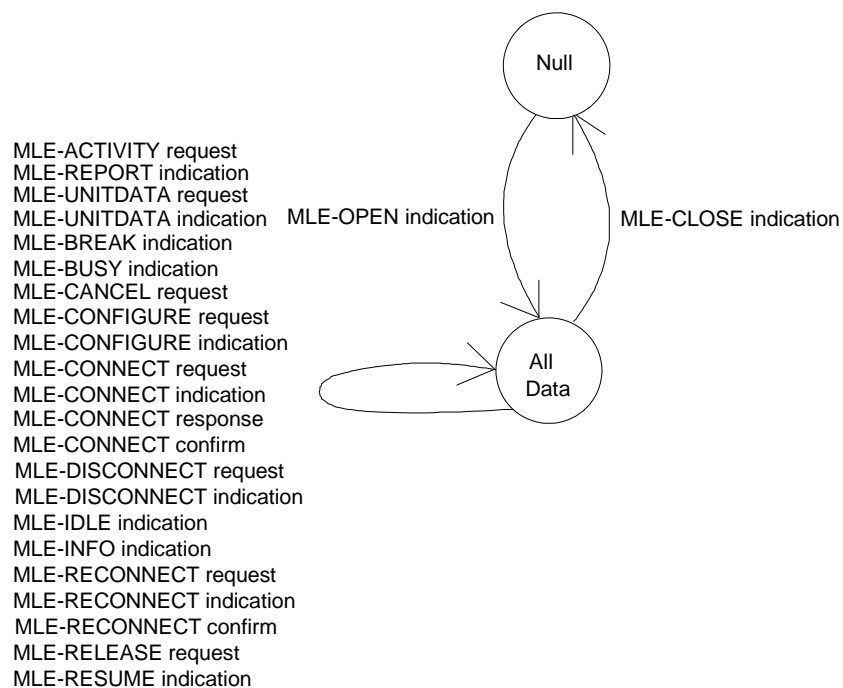 Null
MLE-ACTIVITY request
MLE-REPORT indication
MLE-UNITDATA request
MLE-UNITDATA indication
MLE-OPEN indication
MLE-CLOSE indication
MLE-BREAK indication
MLE-BUSY indication
MLE-CANCEL request
MLE-CONFIGURE request
MLE-CONFIGURE indication
MLE-CONNECT request
MLE-CONNECT indication
MLE-CONNECT response
MLE-CONNECT confirm
MLE-DISCONNECT request
MLE-DISCONNECT indication
MLE-IDLE indication
MLE-INFO indication
MLE-RECONNECT request
MLE-RECONNECT indication
MLE-RECONNECT confirm
MLE-RELEASE request
MLE-RESUME indication
All
Data